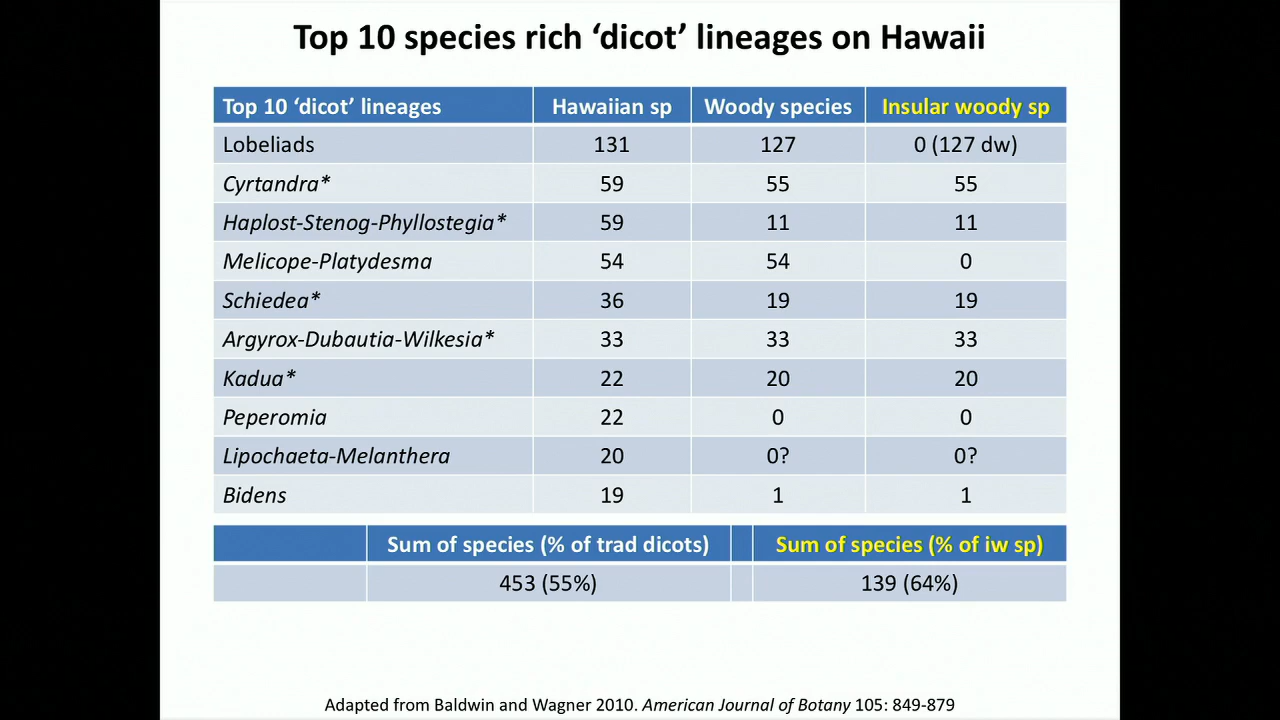 Top 10 species rich ‘dicot’ lineages on Hawaii
Top 10 ‘dicot’ lineages Hawaiian sp Woody species Insular woody sp
Lobeliads 131 127 0 (127 dw)
Cyrtandra* 59 55 55
Haplost-Stenog-Phyllostegia* 59 11 11
Melicope-Platydesma 54 54 0
Schiedea* 36 19 19
Argyrox-Dubautia-Wilkesia* 33 33 33
Kadua* 22 20 20
Peperomia 22 0 0
Lipochaeta-Melanthera 20 0? 0?
Bidens 19 1 1
Sum of species (% of trad dicots) Sum of species (% of iw sp)
453 (55%) 139 (64%)
Adapted from Baldwin and Wagner 2010. American Journal of Botany 105: 849-879